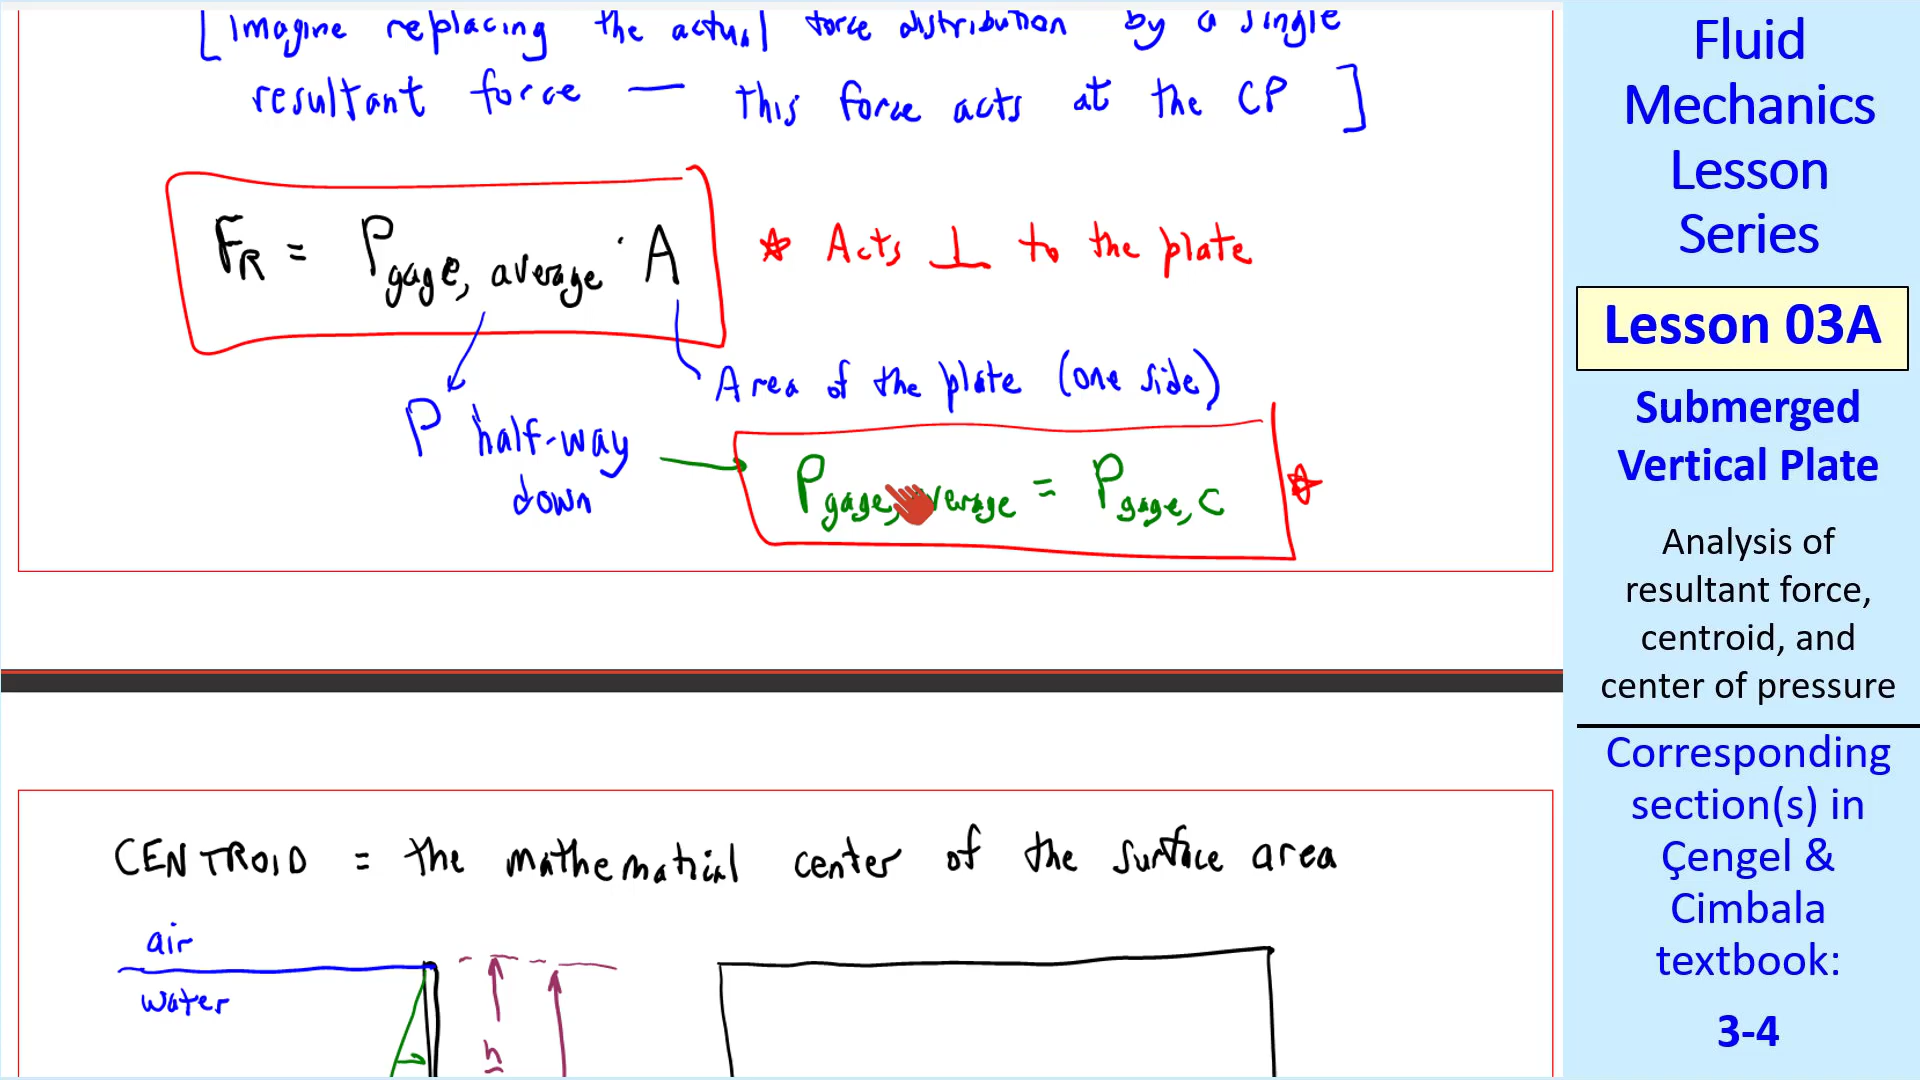 [Imagine replacing the actual force distribution by a single
resultant force — this force acts at the CP ]
F_R = P_gage, average · A
☆ Acts ⊥ to the plate
Area of the plate (one side)
P half-way
down
P_gage, average = P_gage, C ☆
CENTROID = the mathematical center of the surface area
air
water
h
Fluid
Mechanics
Lesson
Series
Lesson 03A
Submerged
Vertical Plate
Analysis of
resultant force,
centroid, and
center of pressure
Corresponding
section(s) in
Çengel &
Cimbala
textbook:
3-4